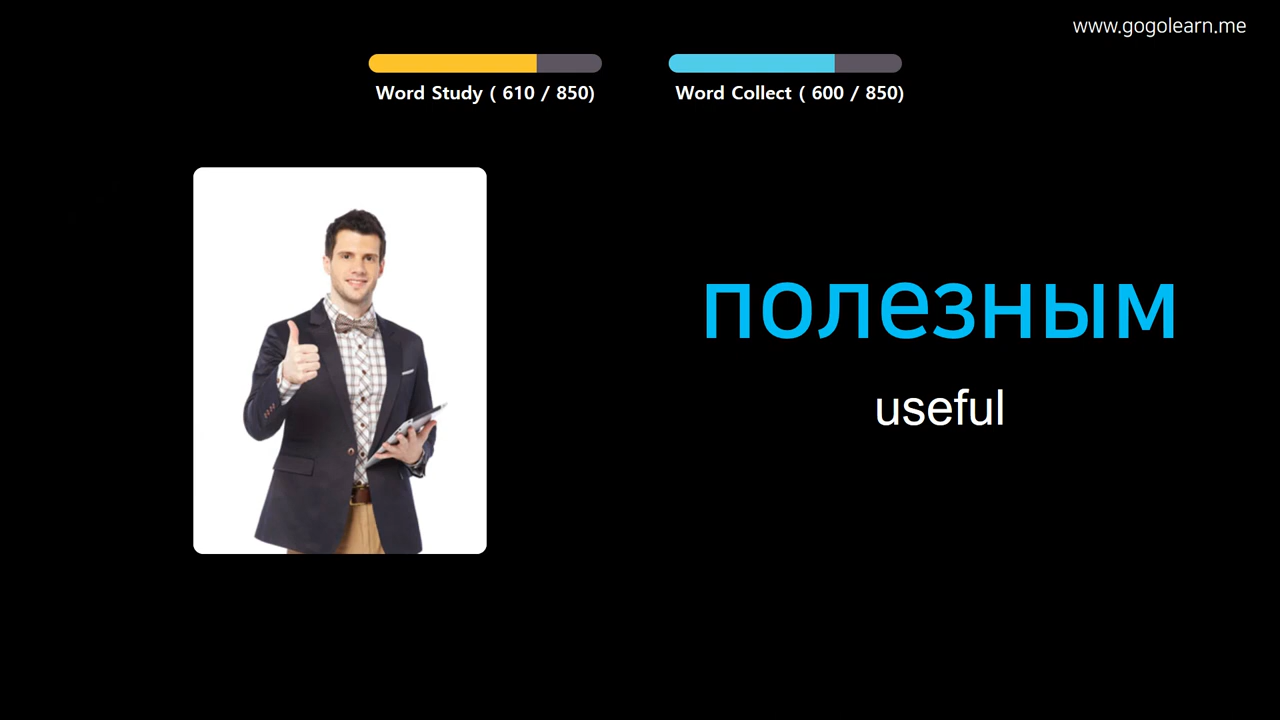 www.gogolearn.me
Word Study ( 610 / 850)
Word Collect ( 600 / 850)
полезным
useful